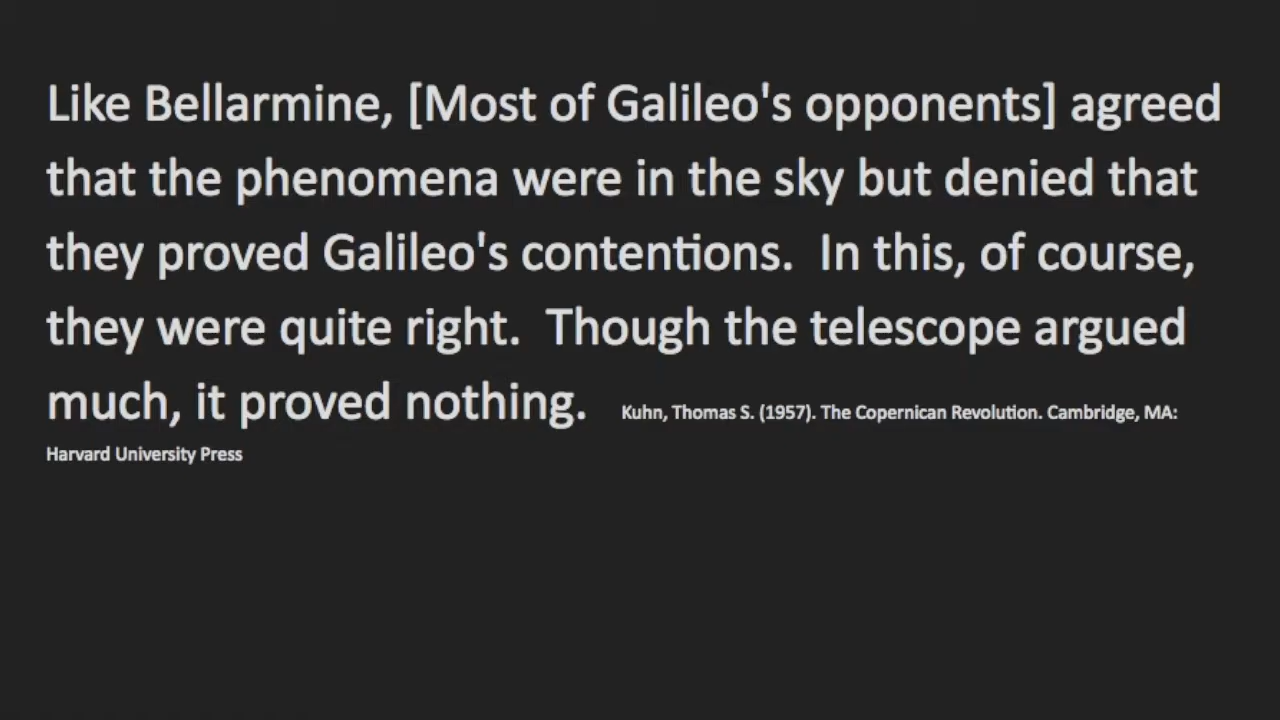 Like Bellarmine, [Most of Galileo's opponents] agreed
that the phenomena were in the sky but denied that
they proved Galileo's contentions.  In this, of course,
they were quite right.  Though the telescope argued
much, it proved nothing.   Kuhn, Thomas S. (1957). The Copernican Revolution. Cambridge, MA:
Harvard University Press